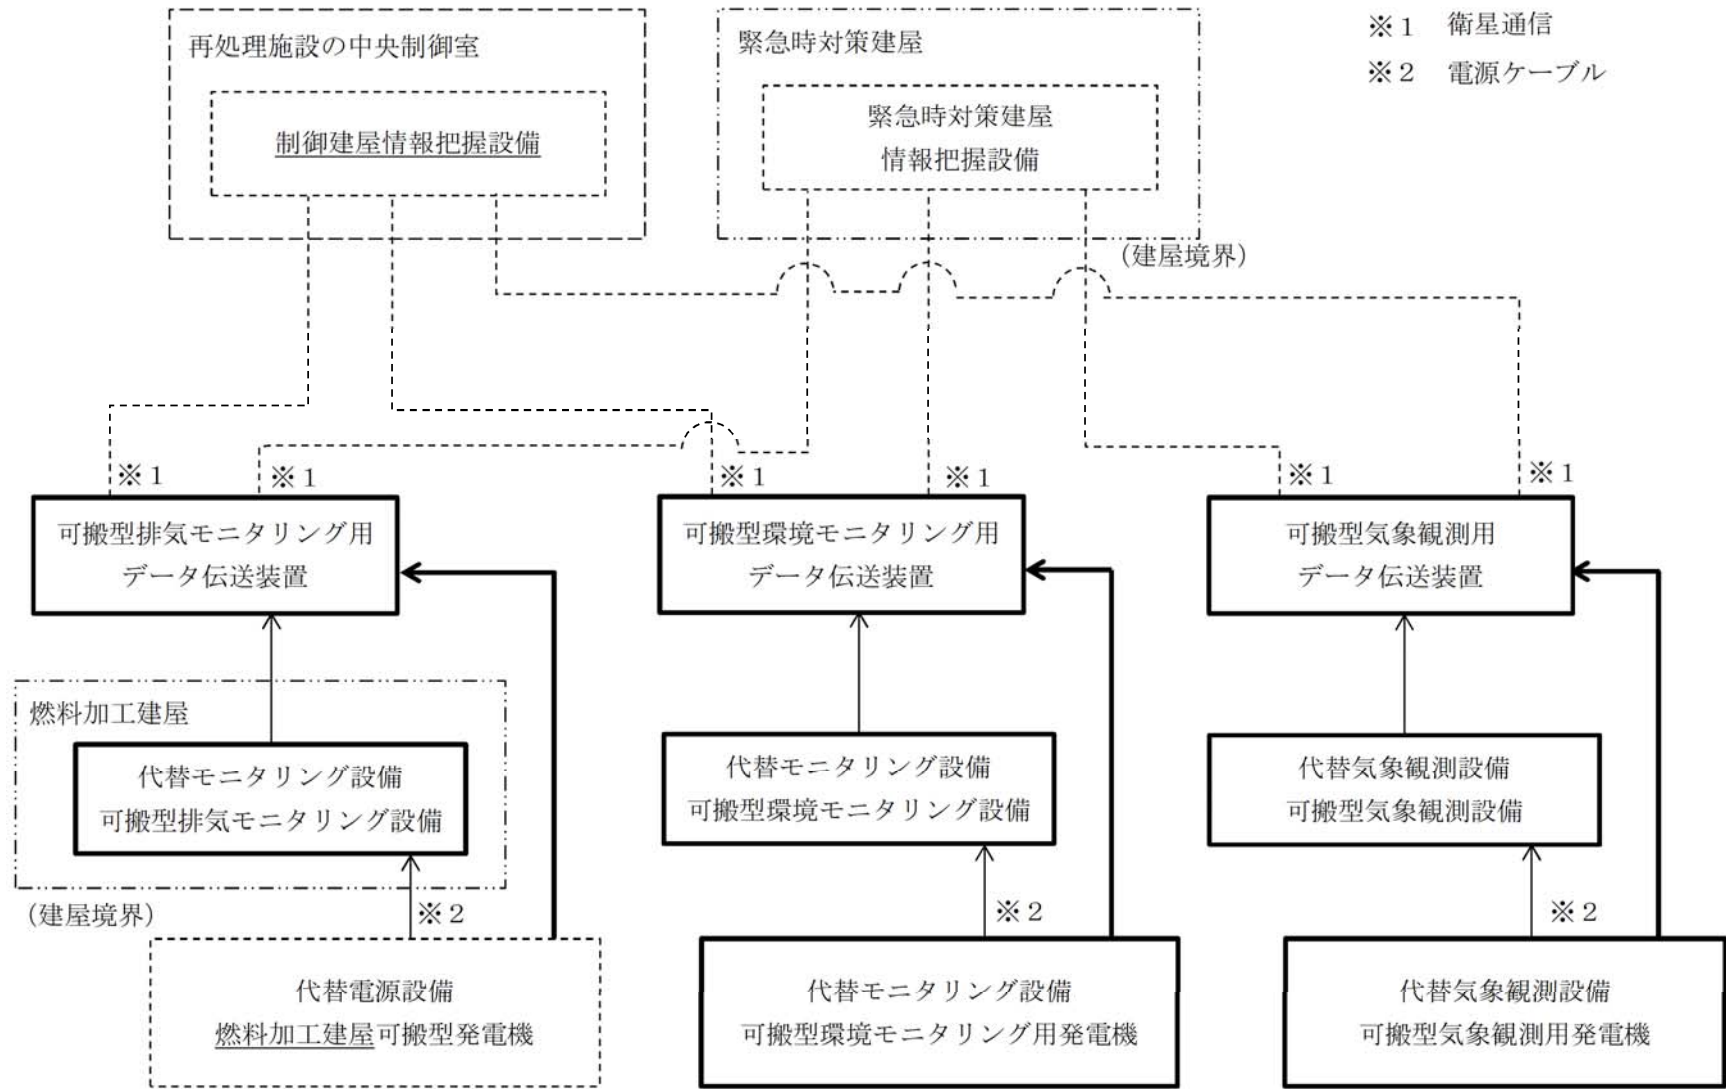 再処理施設の中央制御室
制御建屋情報把握設備
緊急時対策建屋
緊急時対策建屋
情報把握設備
(建屋境界)
※1 衛星通信
※2 電源ケーブル
※1
※1
※1
※1
※1
※1
可搬型排気モニタリング用
データ伝送装置
可搬型環境モニタリング用
データ伝送装置
可搬型気象観測用
データ伝送装置
燃料加工建屋
代替モニタリング設備
可搬型排気モニタリング設備
(建屋境界)
代替モニタリング設備
可搬型環境モニタリング設備
代替気象観測設備
可搬型気象観測設備
※2
※2
※2
代替電源設備
燃料加工建屋可搬型発電機
代替モニタリング設備
可搬型環境モニタリング用発電機
代替気象観測設備
可搬型気象観測用発電機